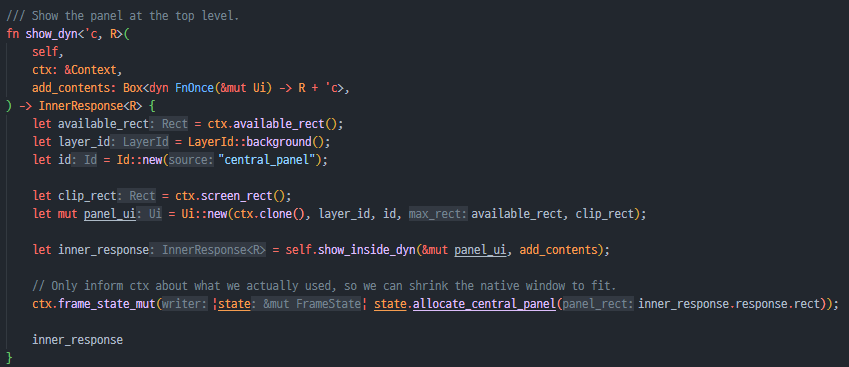 /// Show the panel at the top level.
fn show_dyn<'c, R>(
    self,
    ctx: &Context,
    add_contents: Box<dyn FnOnce(&mut Ui) -> R + 'c>,
) -> InnerResponse<R> {
    let available_rect: Rect = ctx.available_rect();
    let layer_id: LayerId = LayerId::background();
    let id: Id = Id::new(source: "central_panel");

    let clip_rect: Rect = ctx.screen_rect();
    let mut panel_ui: Ui = Ui::new(ctx.clone(), layer_id, id, max_rect: available_rect, clip_rect);

    let inner_response: InnerResponse<R> = self.show_inside_dyn(&mut panel_ui, add_contents);

    // Only inform ctx about what we actually used, so we can shrink the native window to fit.
    ctx.frame_state_mut(writer: |state: &mut FrameState| state.allocate_central_panel(panel_rect: inner_response.response.rect));

    inner_response
}